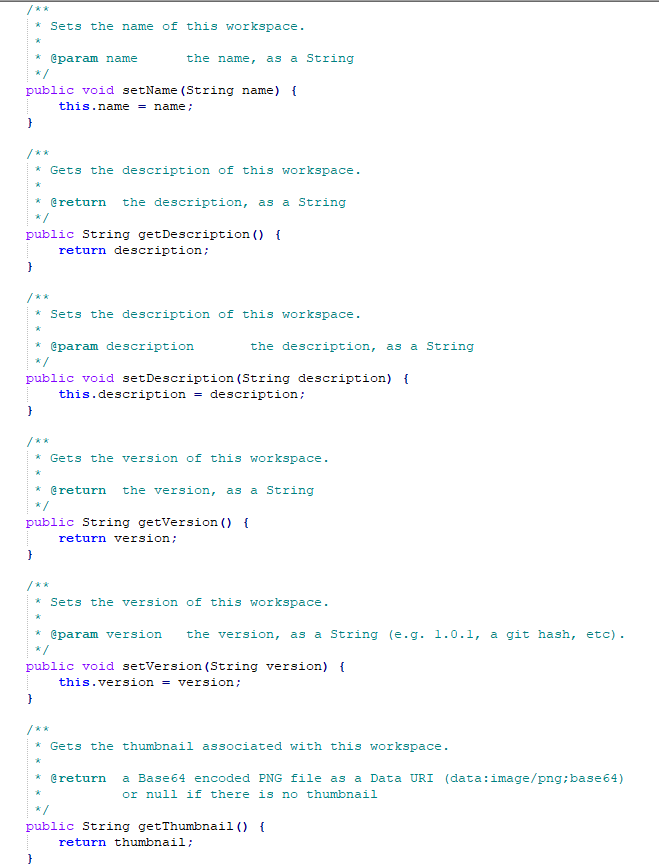 /**
 * Sets the name of this workspace.
 *
 * @param name      the name, as a String
 */
public void setName(String name) {
    this.name = name;
}

/**
 * Gets the description of this workspace.
 *
 * @return  the description, as a String
 */
public String getDescription() {
    return description;
}

/**
 * Sets the description of this workspace.
 *
 * @param description       the description, as a String
 */
public void setDescription(String description) {
    this.description = description;
}

/**
 * Gets the version of this workspace.
 *
 * @return  the version, as a String
 */
public String getVersion() {
    return version;
}

/**
 * Sets the version of this workspace.
 *
 * @param version   the version, as a String (e.g. 1.0.1, a git hash, etc).
 */
public void setVersion(String version) {
    this.version = version;
}

/**
 * Gets the thumbnail associated with this workspace.
 *
 * @return  a Base64 encoded PNG file as a Data URI (data:image/png;base64)
 *          or null if there is no thumbnail
 */
public String getThumbnail() {
    return thumbnail;
}